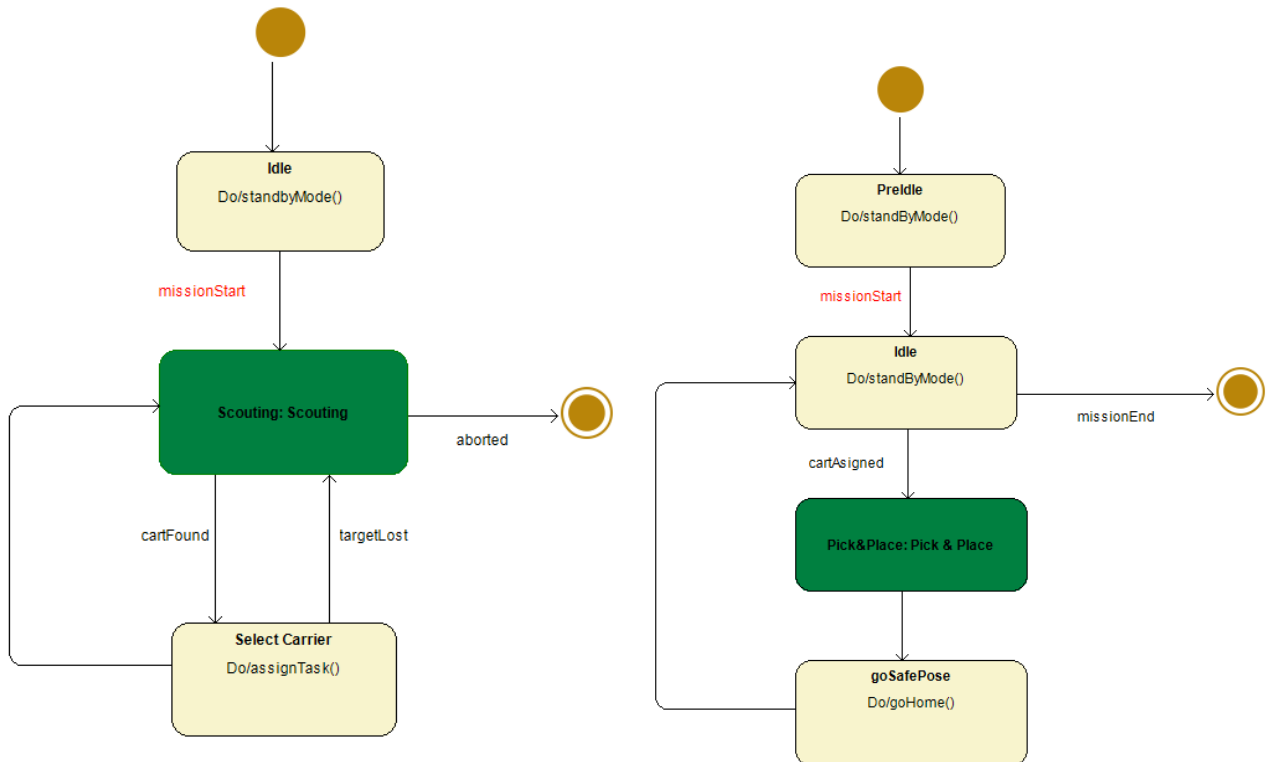 Idle
Do/standbyMode()
missionStart
Scouting: Scouting
aborted
cartFound
targetLost
Select Carrier
Do/assignTask()
PreIdle
Do/standByMode()
missionStart
Idle
Do/standByMode()
missionEnd
cartAsigned
Pick&Place: Pick & Place
goSafePose
Do/goHome()